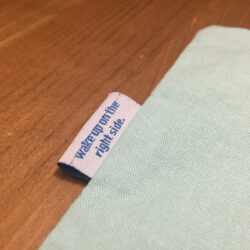 wake up on the
right side.